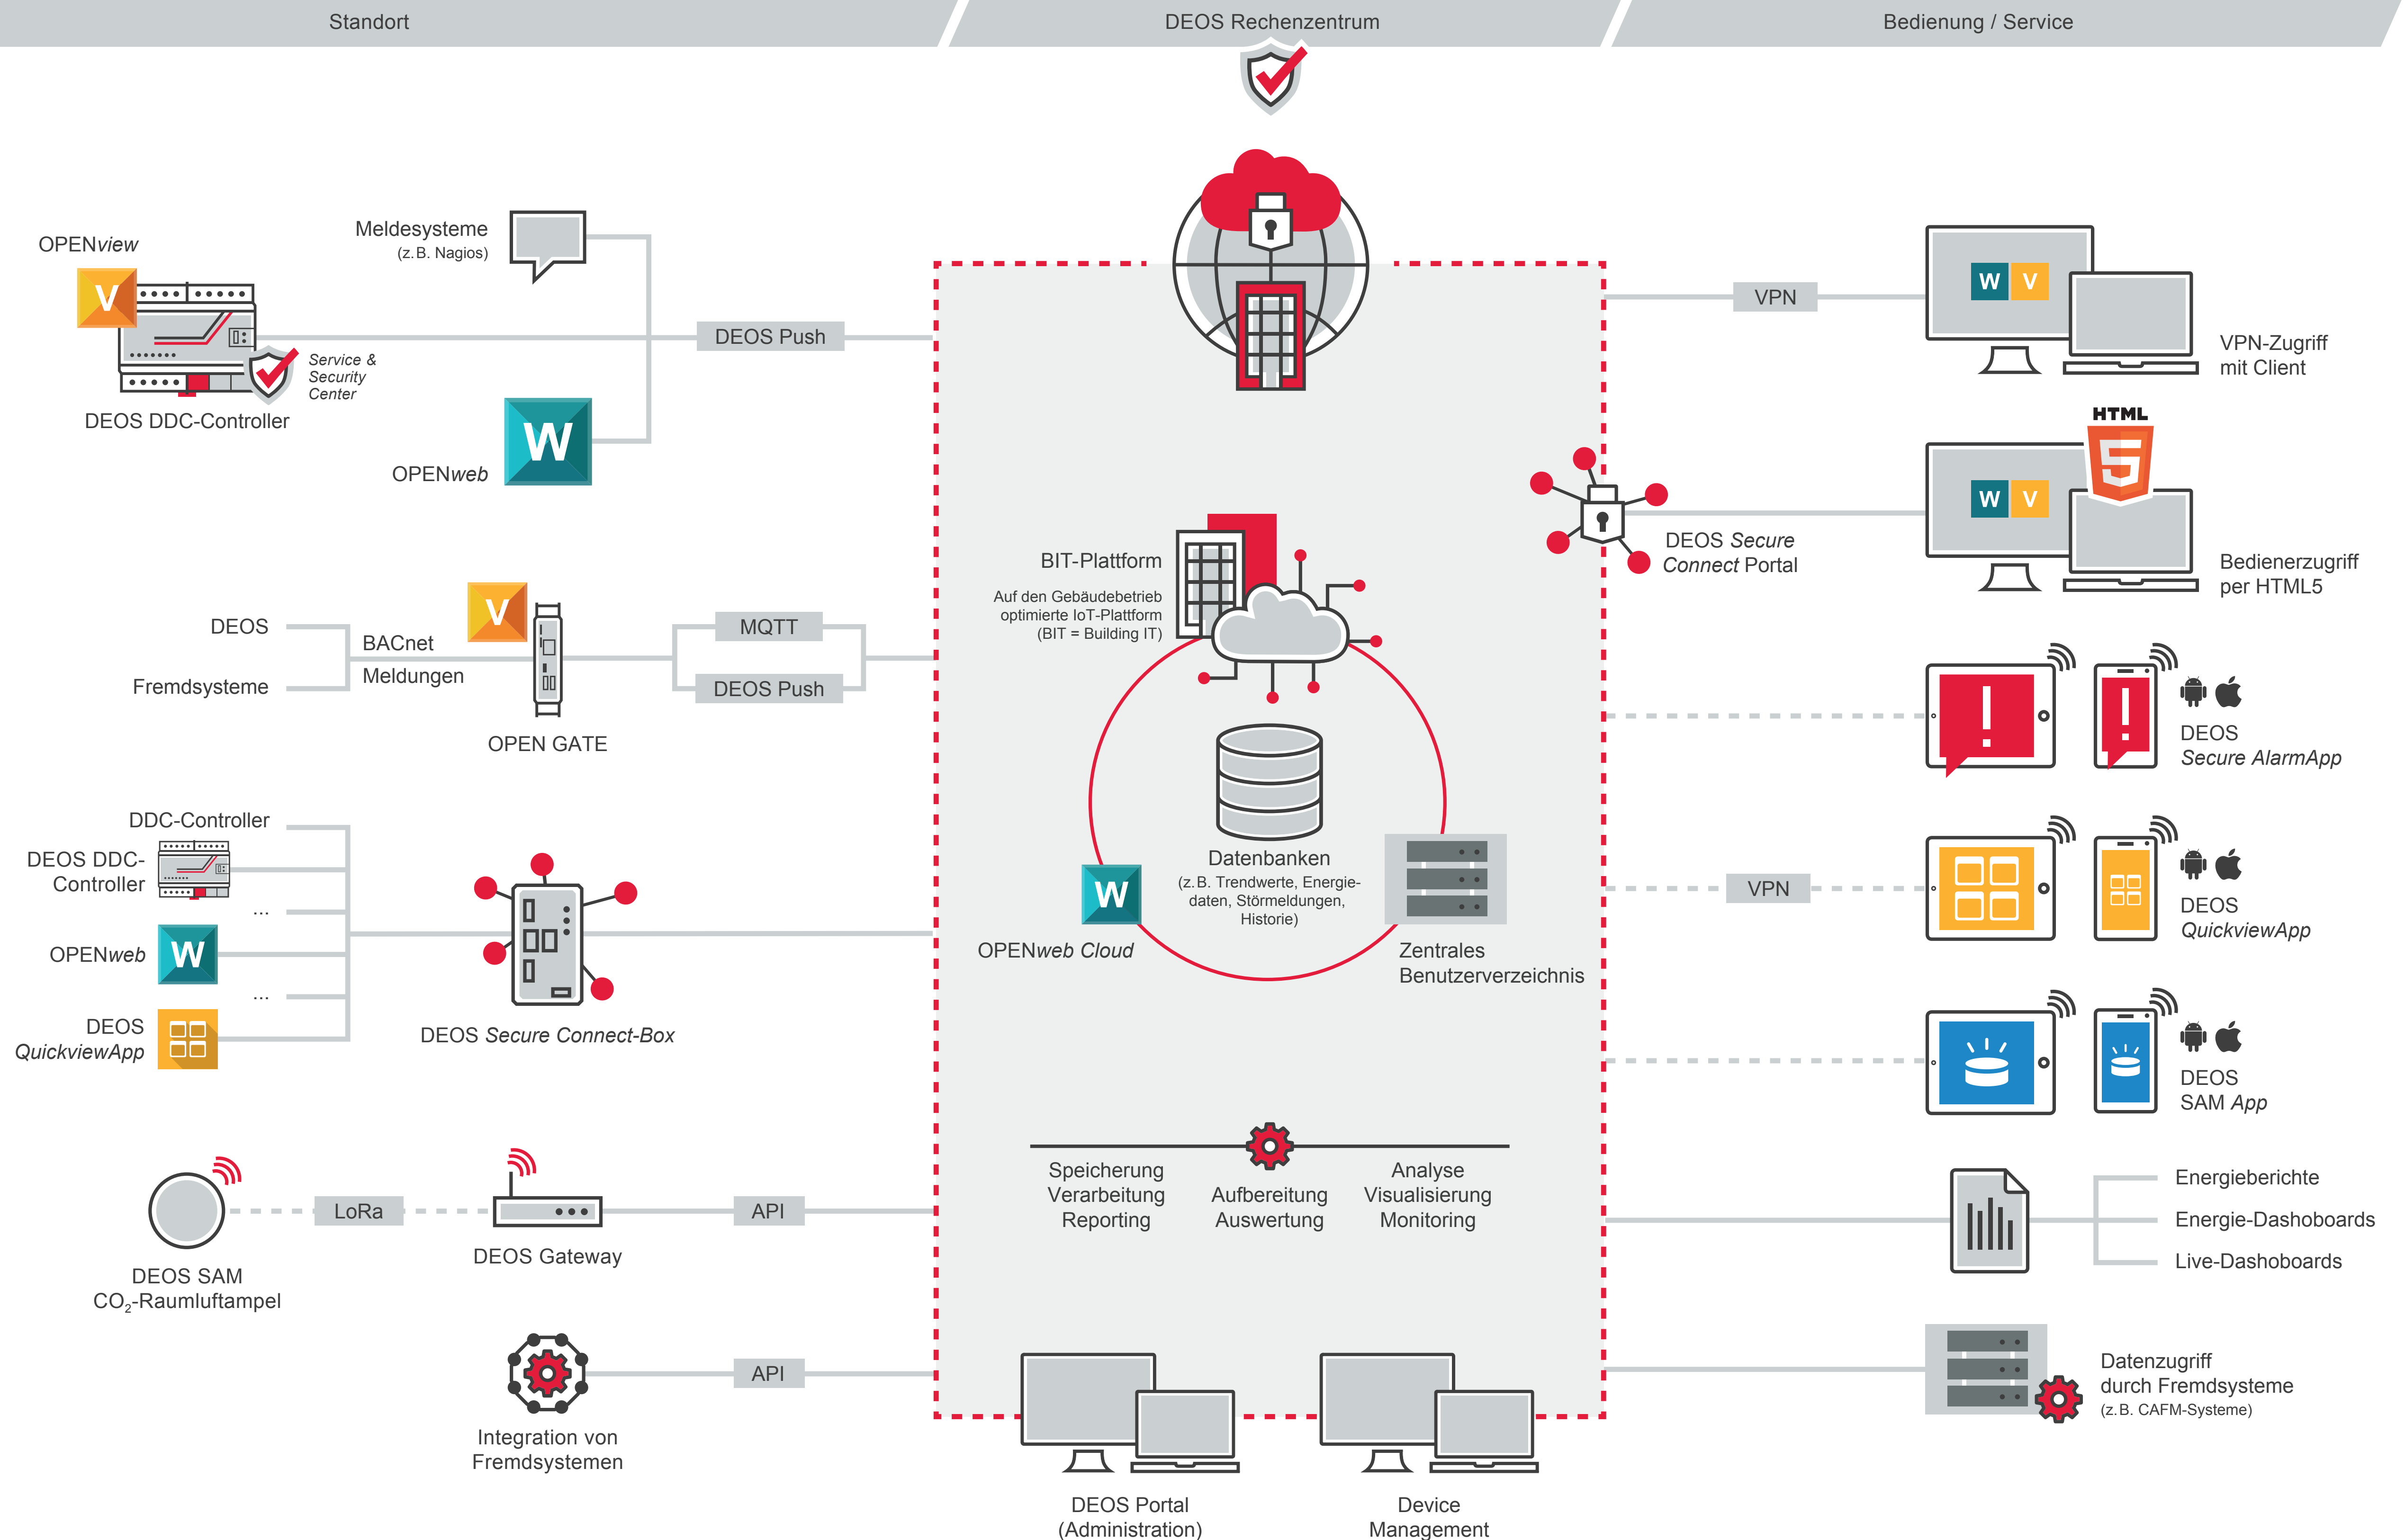 Standort
DEOS Rechenzentrum
Bedienung / Service
OPENview
V
Service &
Security
Center
DEOS DDC-Controller
Meldesysteme
(z.B. Nagios)
W
OPENweb
DEOS Push
DEOS
Fremdsysteme
BACnet
Meldungen
V
OPEN GATE
MQTT
DEOS Push
DDC-Controller
DEOS DDC-
Controller
...
OPENweb
W
...
DEOS
QuickviewApp
DEOS Secure Connect-Box
LoRa
DEOS SAM
CO2-Raumluftampel
DEOS Gateway
API
Integration von
Fremdsystemen
API
BIT-Plattform
Auf den Gebäudebetrieb
optimierte IoT-Plattform
(BIT = Building IT)
Datenbanken
(z.B. Trendwerte, Energie-
daten, Störmeldungen,
Historie)
W
OPENweb Cloud
Zentrales
Benutzerverzeichnis
Speicherung
Verarbeitung
Reporting
Aufbereitung
Auswertung
Analyse
Visualisierung
Monitoring
DEOS Portal
(Administration)
Device
Management
VPN
W V
VPN-Zugriff
mit Client
DEOS Secure
Connect Portal
HTML
5
W V
Bedienerzugriff
per HTML5
! !
DEOS
Secure AlarmApp
VPN
DEOS
QuickviewApp
DEOS
SAM App
Energieberichte
Energie-Dashoboards
Live-Dashoboards
Datenzugriff
durch Fremdsysteme
(z.B. CAFM-Systeme)